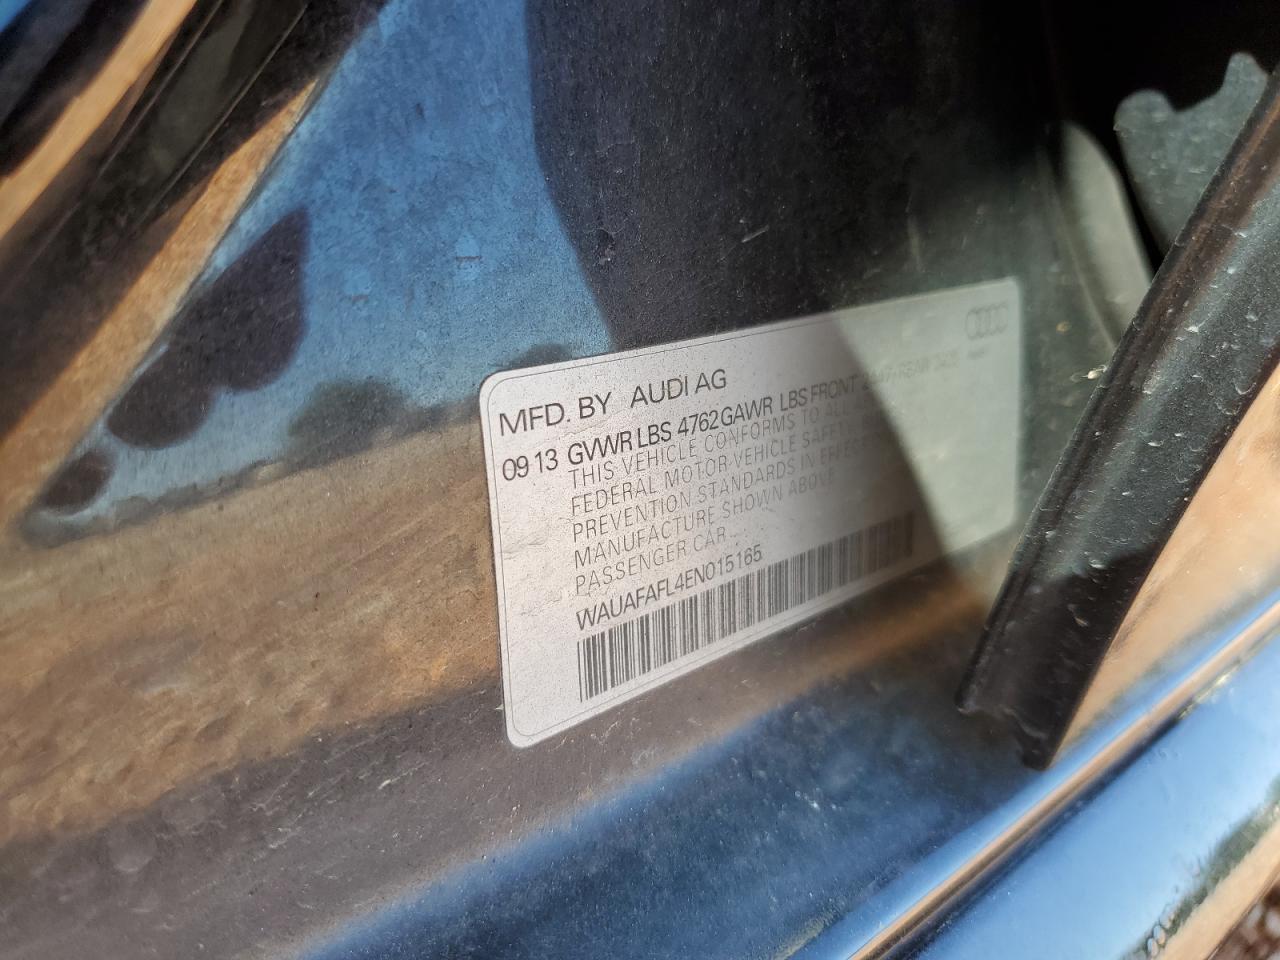 MFD. BY AUDI AG
09 13 GVWR LBS 4762 GAWR LBS FRONT
THIS VEHICLE CONFORMS TO ALL
FEDERAL MOTOR VEHICLE SAFETY
PREVENTION STANDARDS IN EFFECT
MANUFACTURE SHOWN ABOVE
PASSENGER CAR
WAUAFAFL4EN015165